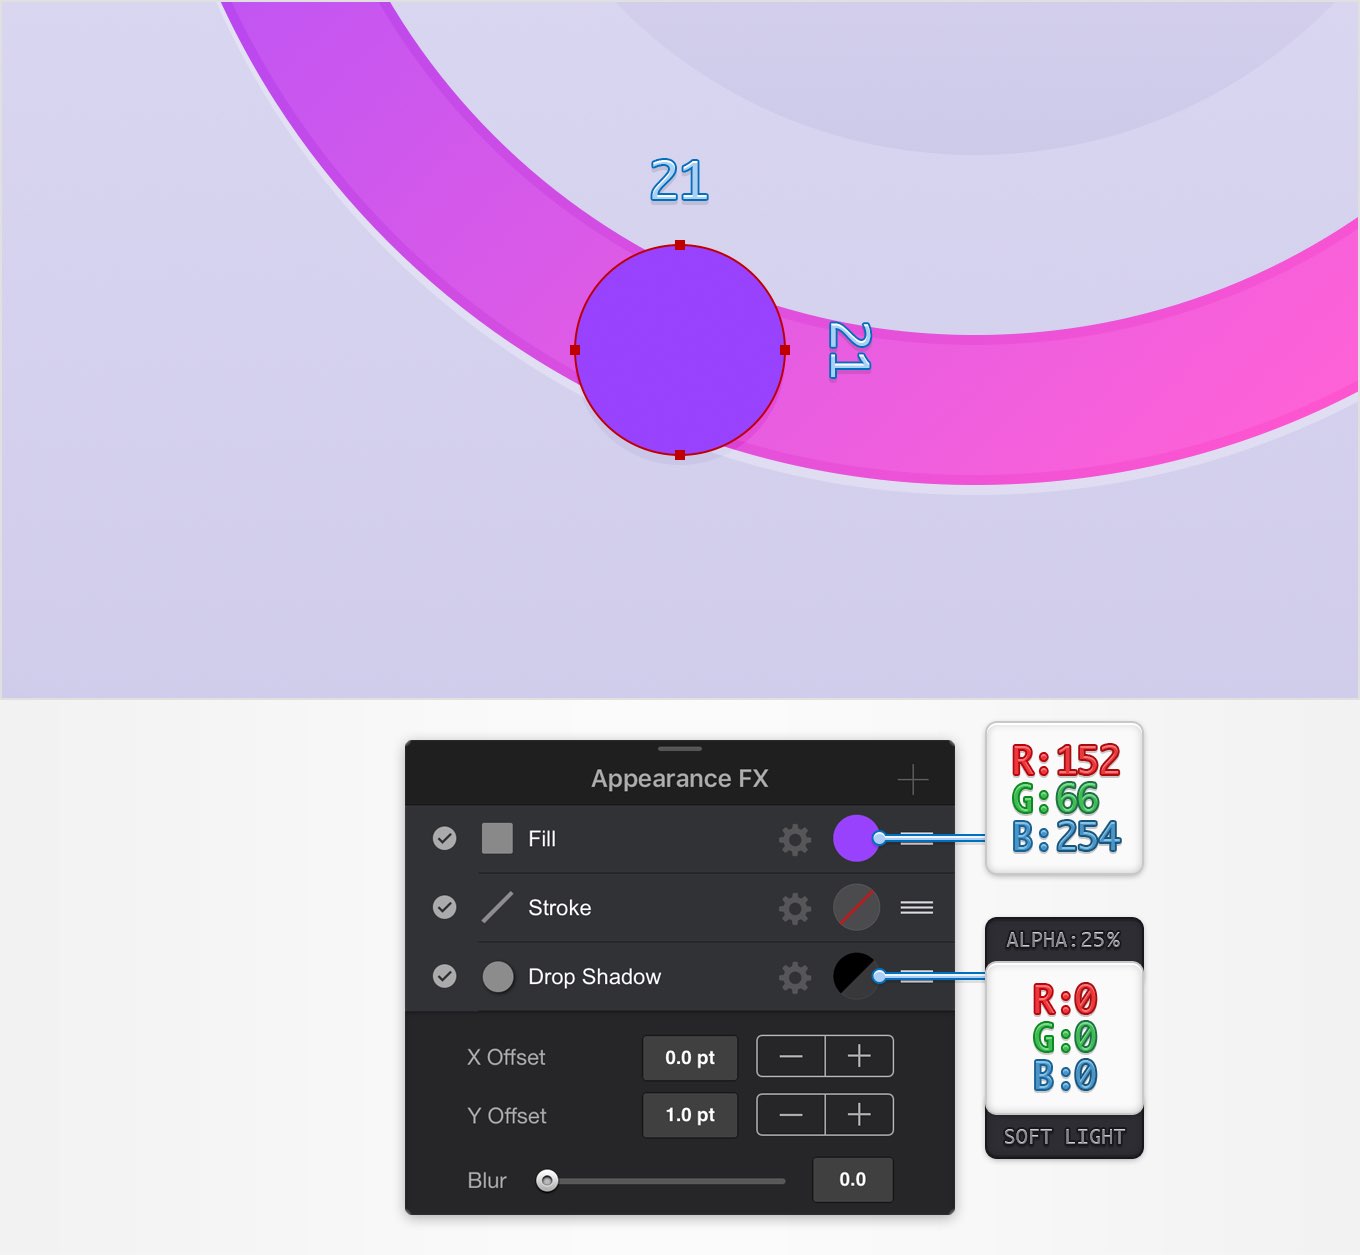 21
21
Appearance FX
Fill
R:152
G:66
B:254
Stroke
Drop Shadow
ALPHA:25%
R:0
G:0
B:0
SOFT LIGHT
X Offset 0.0 pt
Y Offset 1.0 pt
Blur 0.0